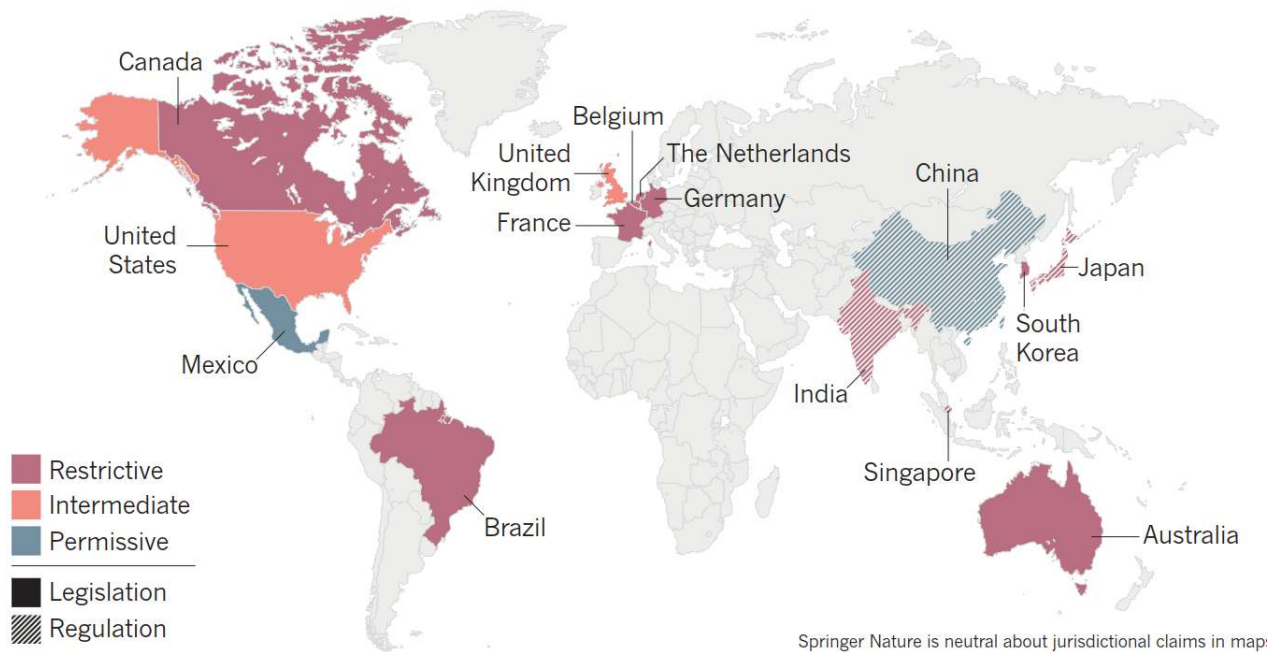 Canada
Belgium
United
Kingdom
The Netherlands
China
Germany
France
United
States
Japan
South
Korea
Mexico
India
Singapore
Restrictive
Intermediate
Permissive
Brazil
Australia
Legislation
Regulation
Springer Nature is neutral about jurisdictional claims in maps